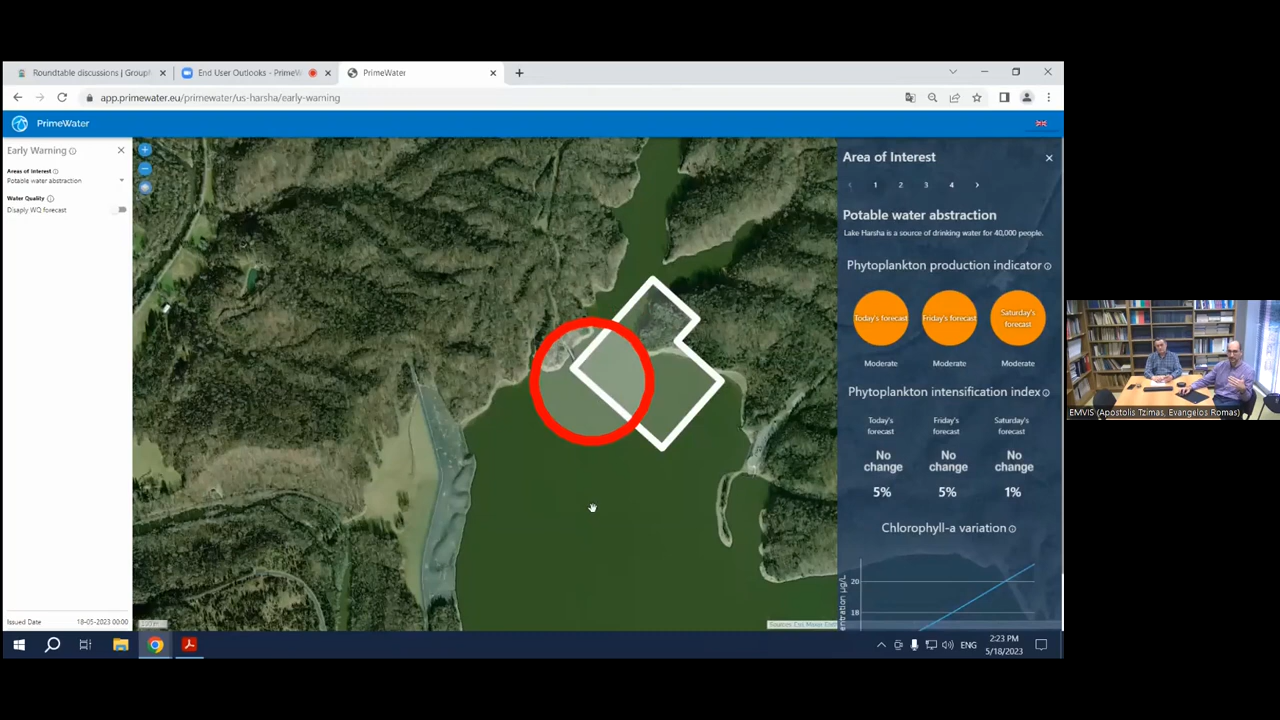 Roundtable discussions | Group
End User Outlooks - PrimeW
PrimeWater
app.primewater.eu/primewater/us-harsha/early-warning
PrimeWater
Early Warning
Areas of Interest
Potable water abstraction
Water Quality
Disaply WQ forecast
Issued Date
18-05-2023 00:00
Area of Interest
1 2 3 4
Potable water abstraction
Lake Harsha is a source of drinking water for 40,000 people.
Phytoplankton production indicator
Today's forecast
Friday's forecast
Saturday's
forecast
Moderate
Moderate
Moderate
Phytoplankton intensification index
Today's
forecast
Friday's
forecast
Saturday's
forecast
No
change
No
change
No
change
5%
5%
1%
Chlorophyll-a variation
20
18
EMVIS (Apostolis Tzimas, Evangelos Romas)
ENG
2:23 PM
5/18/2023